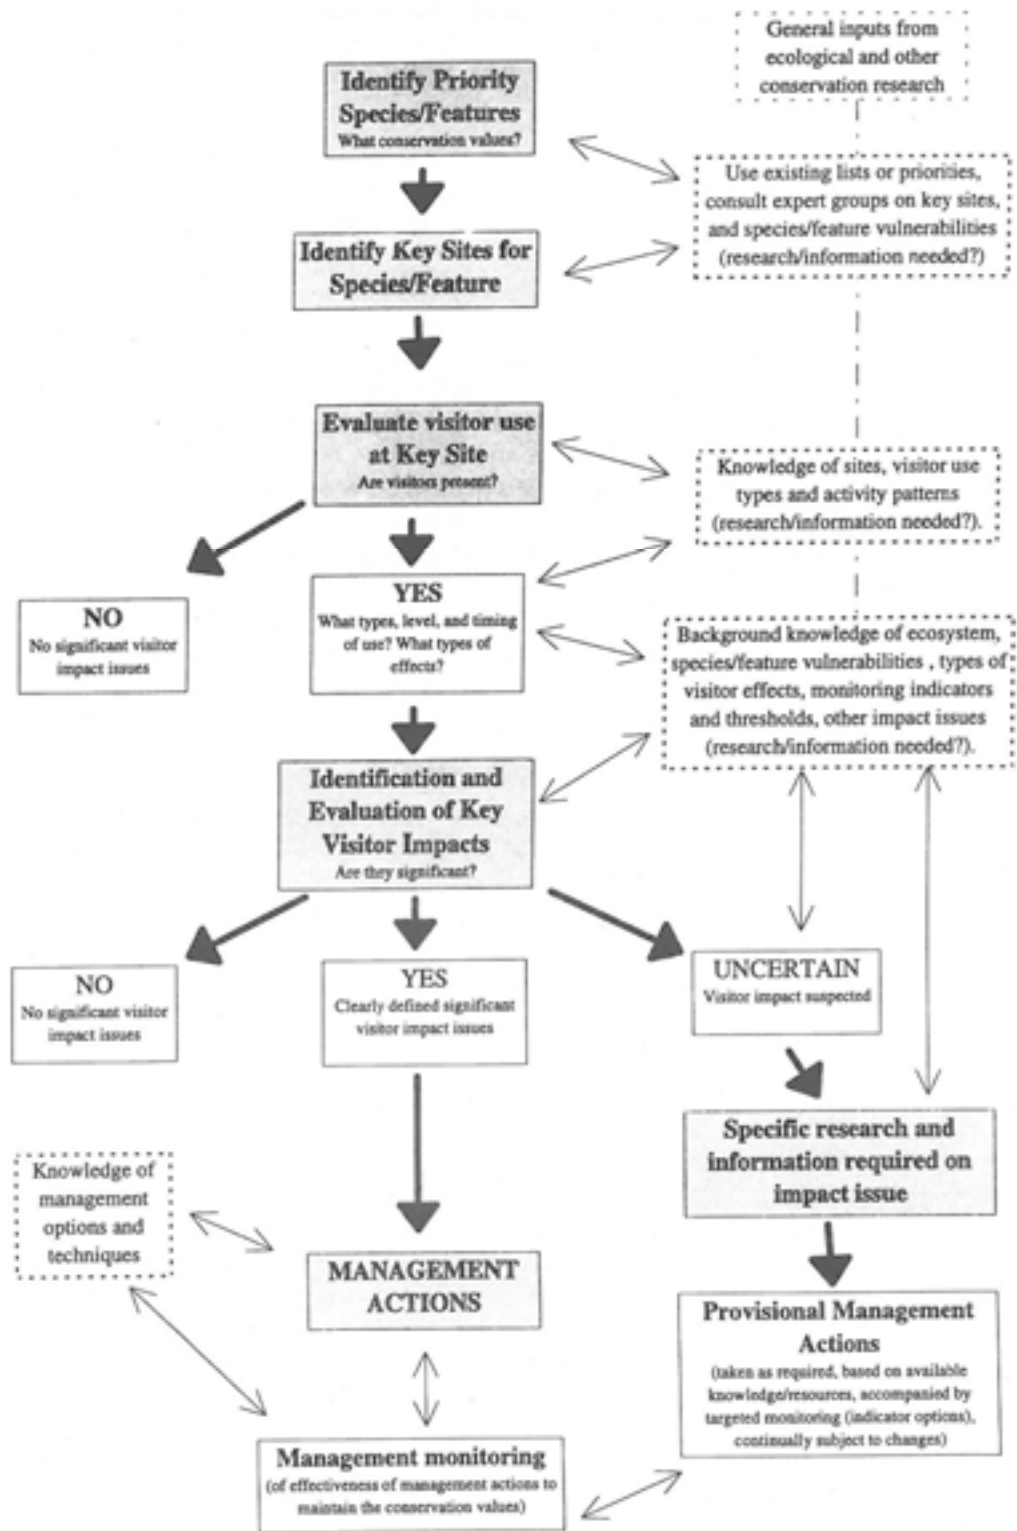 General inputs from
ecological and other
conservation research
Identify Priority
Species/Features
What conservation values?
Use existing lists or priorities,
consult expert groups on key sites,
and species/feature vulnerabilities
(research/information needed?)
Identify Key Sites for
Species/Feature
Evaluate visitor use
at Key Site
Are visitors present?
Knowledge of sites, visitor use
types and activity patterns
(research/information needed?).
NO
No significant visitor
impact issues
YES
What types, level, and timing
of use? What types of
effects?
Background knowledge of ecosystem,
species/feature vulnerabilities , types of
visitor effects, monitoring indicators
and thresholds, other impact issues
(research/information needed?).
Identification and
Evaluation of Key
Visitor Impacts
Are they significant?
NO
No significant visitor
impact issues
YES
Clearly defined significant
visitor impact issues
UNCERTAIN
Visitor impact suspected
Specific research and
information required on
impact issue
Knowledge of
management
options and
techniques
MANAGEMENT
ACTIONS
Provisional Management
Actions
(taken as required, based on available
knowledge/resources, accompanied by
targeted monitoring (indicator options),
continually subject to changes)
Management monitoring
(of effectiveness of management actions to
maintain the conservation values)